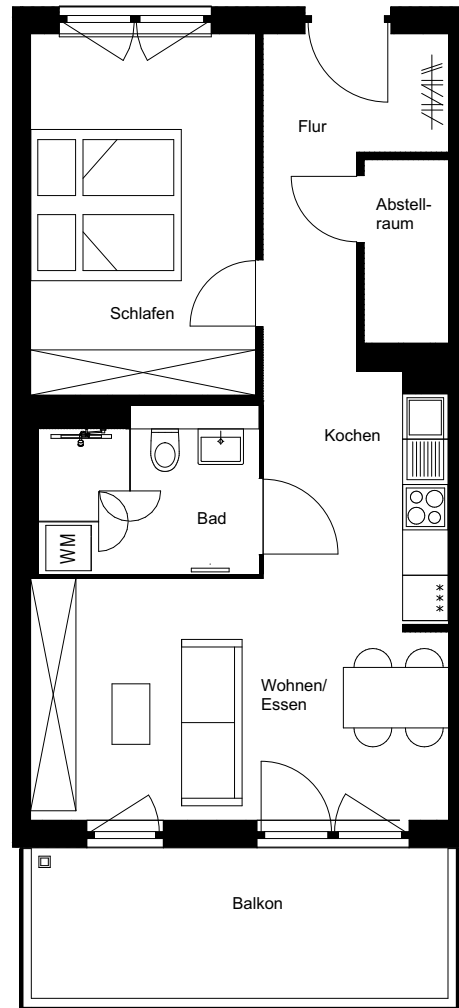 Flur
Abstell-
raum
Schlafen
Kochen
Bad
WM
***
Wohnen/
Essen
Balkon